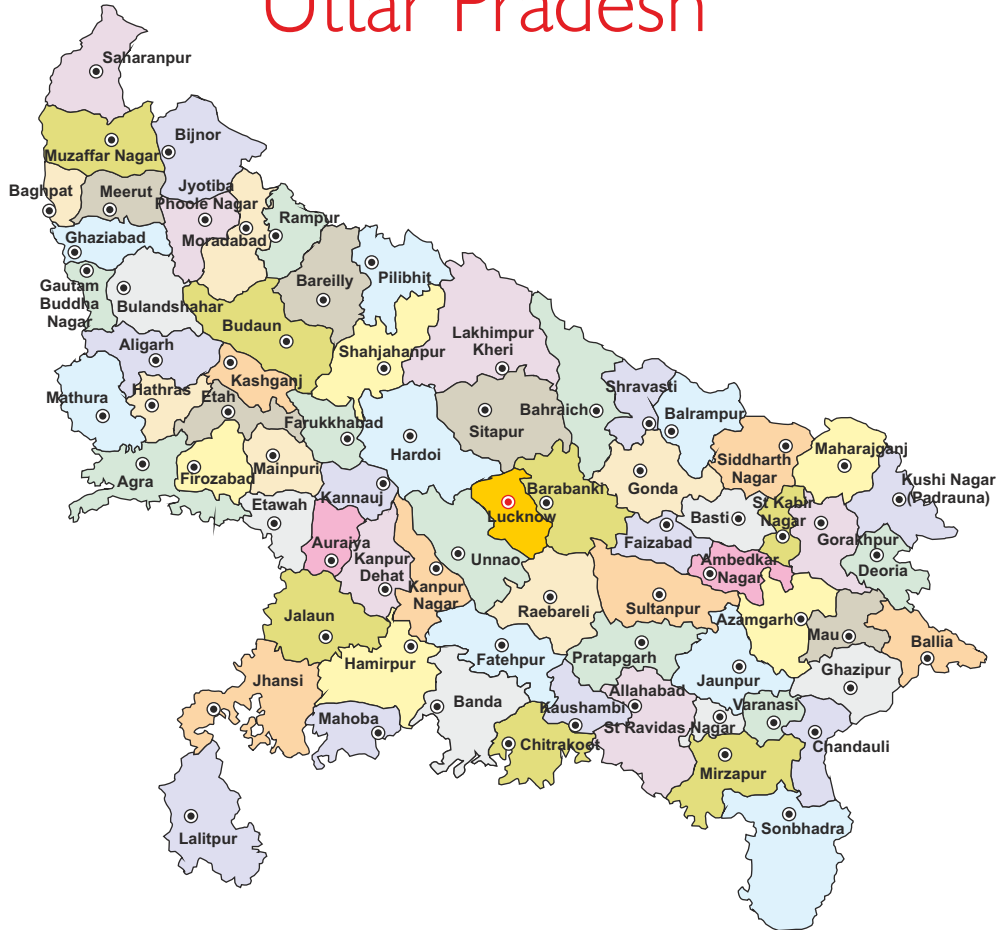 Uttar Pradesh
Saharanpur
Muzaffar Nagar
Bijnor
Baghpat
Meerut
Jyotiba
Phoole Nagar
Rampur
Ghaziabad
Moradabad
Gautam
Buddha
Nagar
Bulandshahar
Bareilly
Pilibhit
Budaun
Aligarh
Shahjahanpur
Lakhimpur
Kheri
Mathura
Hathras
Kashganj
Etah
Farukkhabad
Shravasti
Bahraich
Balrampur
Sitapur
Hardoi
Agra
Firozabad
Mainpuri
Siddharth
Nagar
Maharajganj
Kushi Nagar
(Padrauna)
Gonda
Kannauj
Etawah
Barabanki
Lucknow
Basti
St Kabir
Nagar
Gorakhpur
Faizabad
Auraiya
Kanpur
Dehat
Unnao
Ambedkar
Nagar
Deoria
Kanpur
Nagar
Raebareli
Sultanpur
Jalaun
Azamgarh
Mau
Ballia
Hamirpur
Fatehpur
Pratapgarh
Ghazipur
Jhansi
Jaunpur
Allahabad
Banda
Kaushambi
Varanasi
Mahoba
St Ravidas Nagar
Chitrakoot
Chandauli
Mirzapur
Sonbhadra
Lalitpur